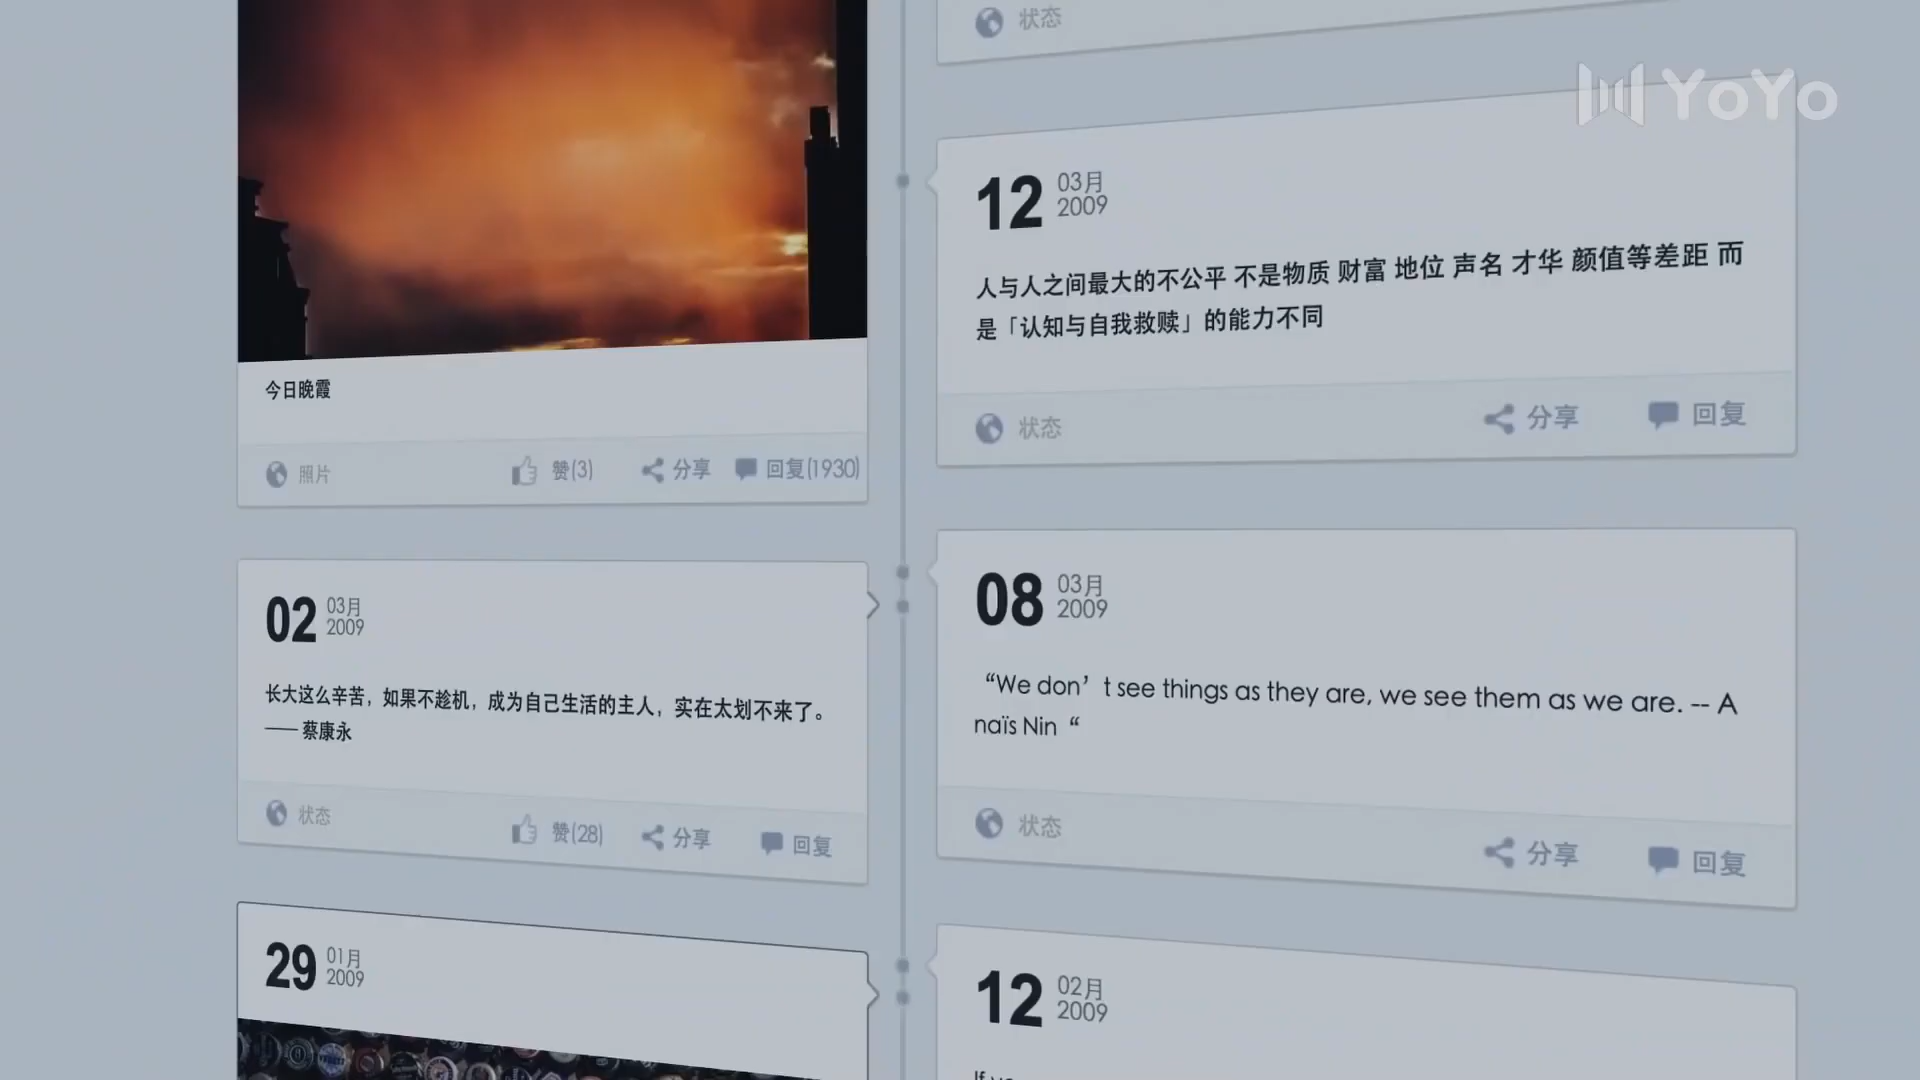 状态
YoYo
今日晚霞
照片
赞(3)
分享
回复(1930)
12
03月
2009
人与人之间最大的不公平 不是物质 财富 地位 声名 才华 颜值等差距 而
是「认知与自我救赎」的能力不同
状态
分享
回复
02
03月
2009
长大这么辛苦，如果不趁机，成为自己生活的主人，实在太划不来了。
—— 蔡康永
状态
赞(28)
分享
回复
08
03月
2009
“We don’t see things as they are, we see them as we are. -- A
naïs Nin “
状态
分享
回复
29
01月
2009
12
02月
2009